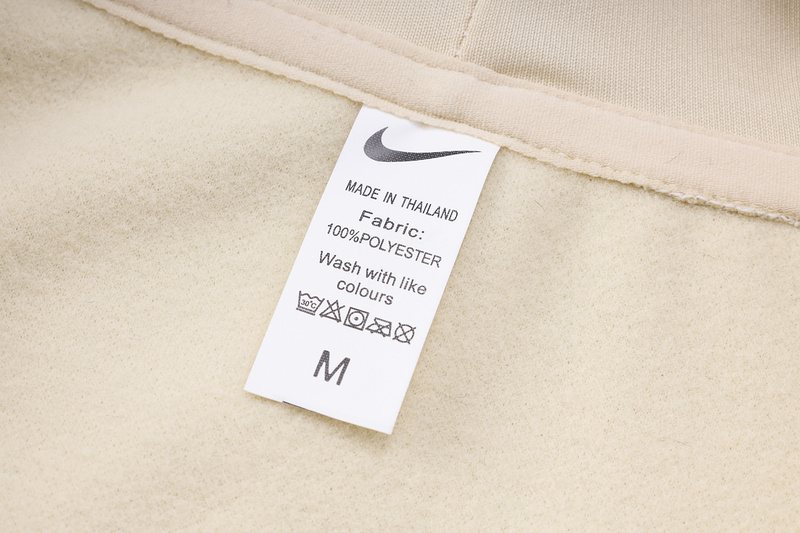 MADE IN THAILAND
Fabric:
100%POLYESTER
Wash with like
colours
30°C
M